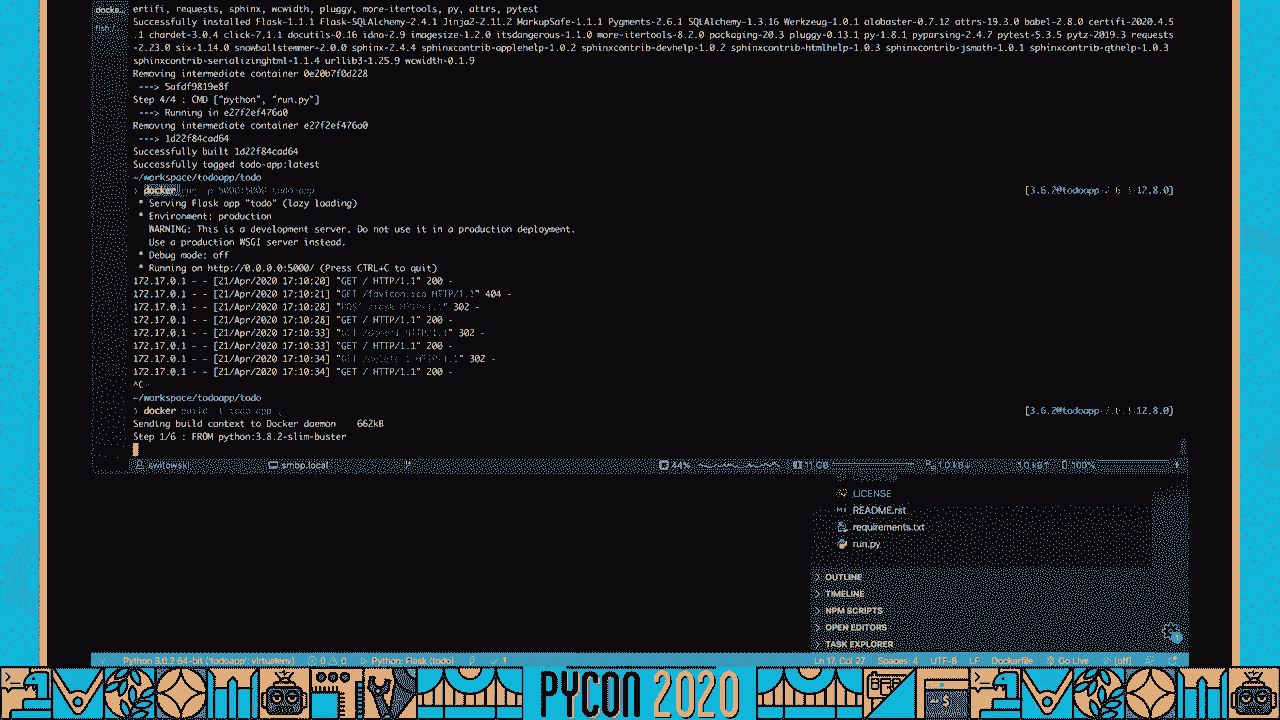 docke...
fish
ertifi, requests, sphinx, wcwidth, pluggy, more-itertools, py, attrs, pytest
Successfully installed Flask-1.1.1 Flask-SQLAlchemy-2.4.1 Jinja2-2.11.2 MarkupSafe-1.1.1 Pygments-2.6.1 SQLAlchemy-1.3.16 Werkzeug-1.0.1 alabaster-0.7.12 attrs-19.3.0 babel-2.8.0 certifi-2020.4.5
.1 chardet-3.0.4 click-7.1.1 docutils-0.16 idna-2.9 imagesize-1.2.0 itsdangerous-1.1.0 more-itertools-8.2.0 packaging-20.3 pluggy-0.13.1 py-1.8.1 pyparsing-2.4.7 pytest-5.3.5 pytz-2019.3 requests
-2.23.0 six-1.14.0 snowballstemmer-2.0.0 sphinx-2.4.4 sphinxcontrib-applehelp-1.0.2 sphinxcontrib-devhelp-1.0.2 sphinxcontrib-htmlhelp-1.0.3 sphinxcontrib-jsmath-1.0.1 sphinxcontrib-qthelp-1.0.3
sphinxcontrib-serializinghtml-1.1.4 urllib3-1.25.9 wcwidth-0.1.9
Removing intermediate container 0e20b7f0d228
---> 5afdf9819e8f
Step 4/4 : CMD ["python", "run.py"]
---> Running in e27f2ef476a0
Removing intermediate container e27f2ef476a0
---> 1d22f84cad64
Successfully built 1d22f84cad64
Successfully tagged todo-app:latest
~/workspace/todoapp/todo
docker run -p 5000:5000 todo-app [3.6.2@todoapp 12.8.0]
* Serving Flask app "todo" (lazy loading)
* Environment: production
WARNING: This is a development server. Do not use it in a production deployment.
Use a production WSGI server instead.
* Debug mode: off
* Running on http://0.0.0.0:5000/ (Press CTRL+C to quit)
172.17.0.1 - - [21/Apr/2020 17:10:20] "GET / HTTP/1.1" 200 -
172.17.0.1 - - [21/Apr/2020 17:10:21] "GET /favicon.ico HTTP/1.1" 404 -
172.17.0.1 - - [21/Apr/2020 17:10:28] "POST /task HTTP/1.1" 302 -
172.17.0.1 - - [21/Apr/2020 17:10:28] "GET / HTTP/1.1" 200 -
172.17.0.1 - - [21/Apr/2020 17:10:33] 302 -
172.17.0.1 - - [21/Apr/2020 17:10:33] "GET / HTTP/1.1" 200 -
172.17.0.1 - - [21/Apr/2020 17:10:34] 302 -
172.17.0.1 - - [21/Apr/2020 17:10:34] "GET / HTTP/1.1" 200 -
^C
~/workspace/todoapp/todo
docker build -t todo-app . [3.6.2@todoapp 12.8.0]
Sending build context to Docker daemon 662kB
Step 1/6 : FROM python:3.8.2-slim-buster
switowski smbp.local 44% 11 GB 1.0 kB↓ 1.0 kB↑ 100%
LICENSE
README.rst
requirements.txt
run.py
OUTLINE
TIMELINE
NPM SCRIPTS
OPEN EDITORS
TASK EXPLORER
Python 3.6.2 64-bit ('todoapp': virtualenv) 0 0 Python: Flask (todo) 1 Ln 17, Col 27 Spaces: 4 UTF-8 LF Dockerfile Go Live [off]
PYCON 2020